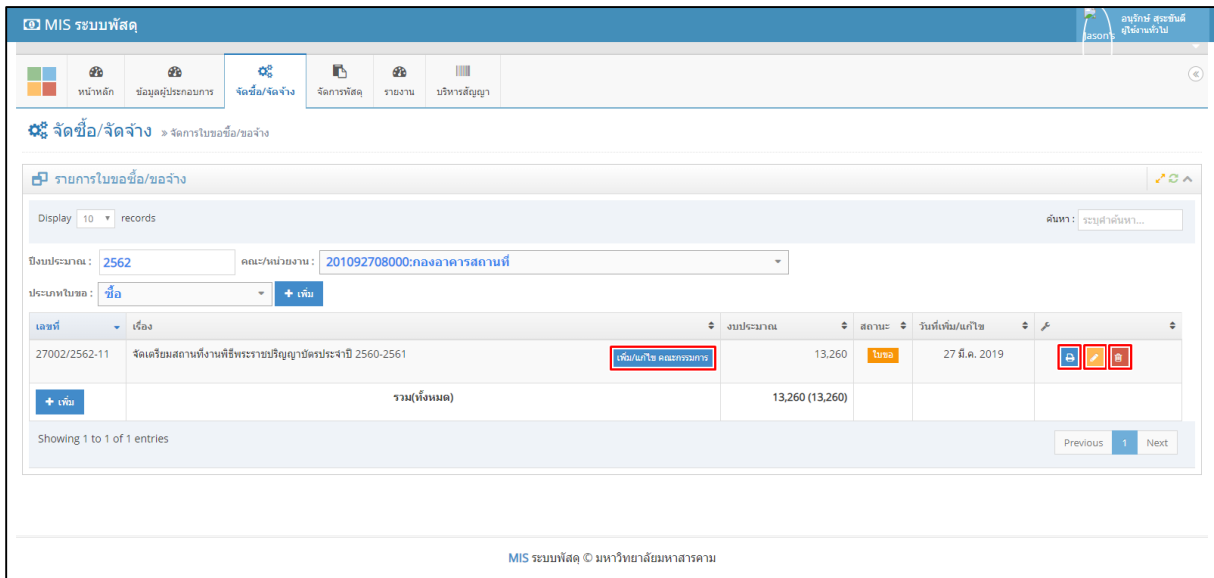 MIS ระบบพัสดุ
Jason's
อนุรักษ์ สุระขันตี
ผู้ใช้งานทั่วไป
หน้าหลัก ข้อมูลผู้ประกอบการ จัดซื้อ/จัดจ้าง จัดการพัสดุ รายงาน บริหารสัญญา
จัดซื้อ/จัดจ้าง » จัดการใบขอซื้อ/ขอจ้าง
รายการใบขอซื้อ/ขอจ้าง
Display 10 records ค้นหา : ระบุคำค้นหา...
ปีงบประมาณ : 2562 คณะ/หน่วยงาน : 201092708000:กองอาคารสถานที่
ประเภทใบขอ : ซื้อ + เพิ่ม
เลขที่ เรื่อง งบประมาณ สถานะ วันที่เพิ่ม/แก้ไข
27002/2562-11 จัดเตรียมสถานที่งานพิธีพระราชปริญญาบัตรประจำปี 2560-2561 เพิ่ม/แก้ไข คณะกรรมการ 13,260 ใบขอ 27 มี.ค. 2019
+ เพิ่ม รวม(ทั้งหมด) 13,260 (13,260)
Showing 1 to 1 of 1 entries Previous 1 Next
MIS ระบบพัสดุ © มหาวิทยาลัยมหาสารคาม